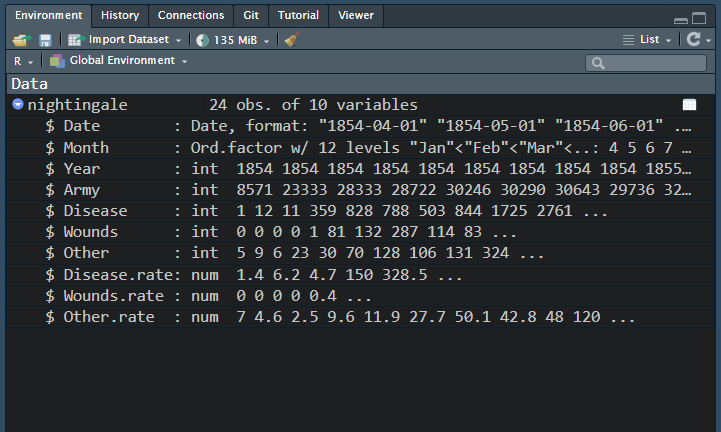 Environment History Connections Git Tutorial Viewer
Import Dataset 135 MiB List
R Global Environment
Data
nightingale 24 obs. of 10 variables
$ Date : Date, format: "1854-04-01" "1854-05-01" "1854-06-01" ...
$ Month : Ord.factor w/ 12 levels "Jan"<"Feb"<"Mar"<..: 4 5 6 7 …
$ Year : int 1854 1854 1854 1854 1854 1854 1854 1854 1854 1855…
$ Army : int 8571 23333 28333 28722 30246 30290 30643 29736 32…
$ Disease : int 1 12 11 359 828 788 503 844 1725 2761 ...
$ Wounds : int 0 0 0 0 1 81 132 287 114 83 ...
$ Other : int 5 9 6 23 30 70 128 106 131 324 ...
$ Disease.rate: num 1.4 6.2 4.7 150 328.5 ...
$ Wounds.rate : num 0 0 0 0 0.4 ...
$ Other.rate : num 7 4.6 2.5 9.6 11.9 27.7 50.1 42.8 48 120 ...